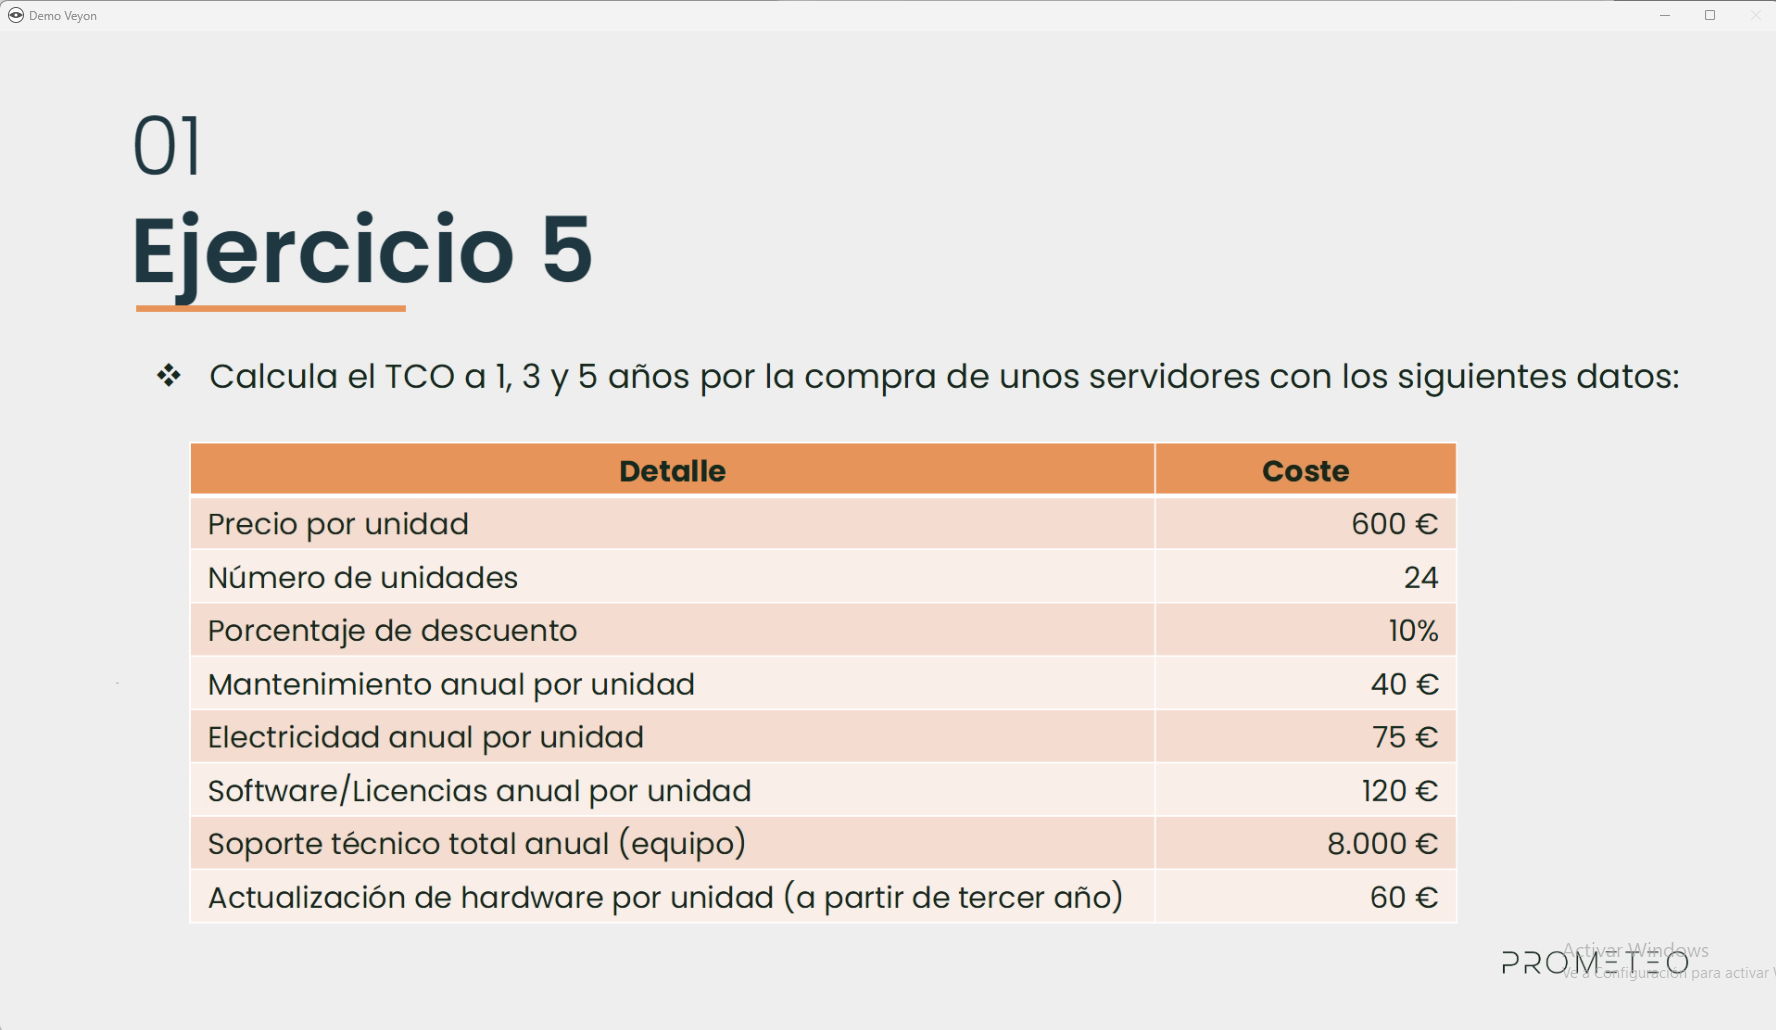 Demo Veyon
01
Ejercicio 5
❖ Calcula el TCO a 1, 3 y 5 años por la compra de unos servidores con los siguientes datos:
Detalle Coste
Precio por unidad 600 €
Número de unidades 24
Porcentaje de descuento 10%
Mantenimiento anual por unidad 40 €
Electricidad anual por unidad 75 €
Software/Licencias anual por unidad 120 €
Soporte técnico total anual (equipo) 8.000 €
Actualización de hardware por unidad (a partir de tercer año) 60 €
Activar Windows
PROMETEO
Ve a Configuración para activar